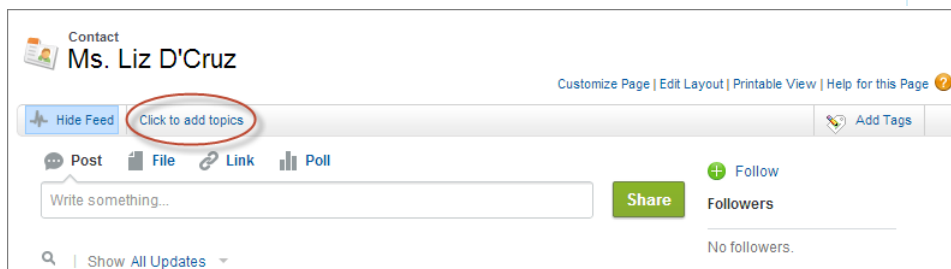 Contact
Ms. Liz D'Cruz
Customize Page | Edit Layout | Printable View | Help for this Page ?
Hide Feed Click to add topics Add Tags
Post File Link Poll
Follow
Write something... Share
Followers
No followers.
Show All Updates